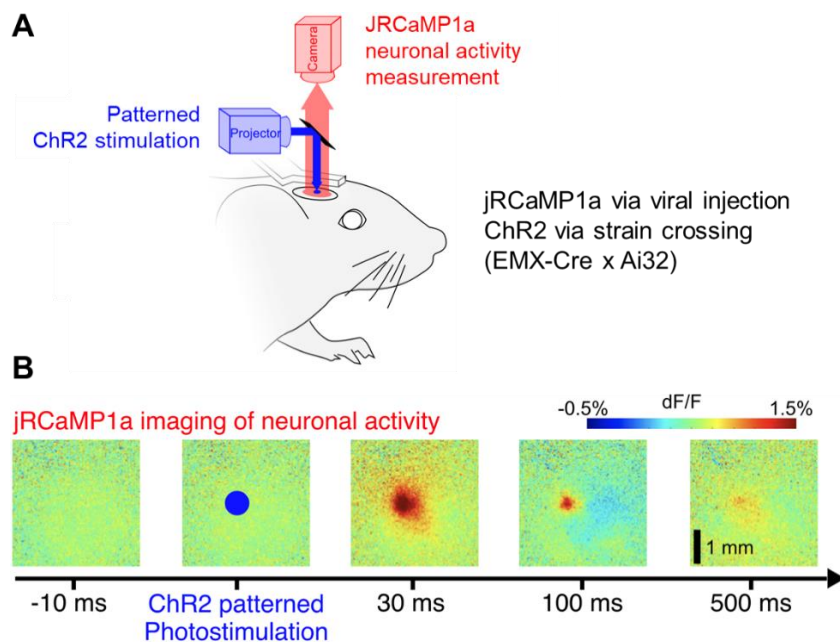 A
JRCaMP1a
neuronal activity
measurement
Camera
Patterned
ChR2 stimulation
Projector
jRCaMP1a via viral injection
ChR2 via strain crossing
(EMX-Cre x Ai32)
B
jRCaMP1a imaging of neuronal activity
-0.5% dF/F 1.5%
1 mm
-10 ms
ChR2 patterned
Photostimulation
30 ms
100 ms
500 ms